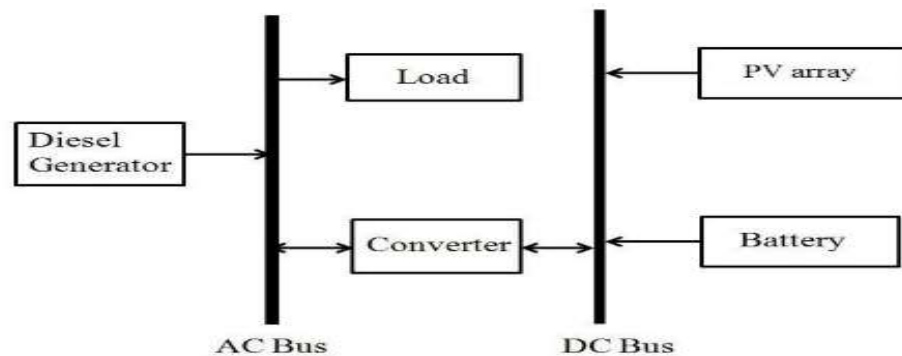 Load
PV array
Diesel
Generator
Converter
Battery
AC Bus
DC Bus